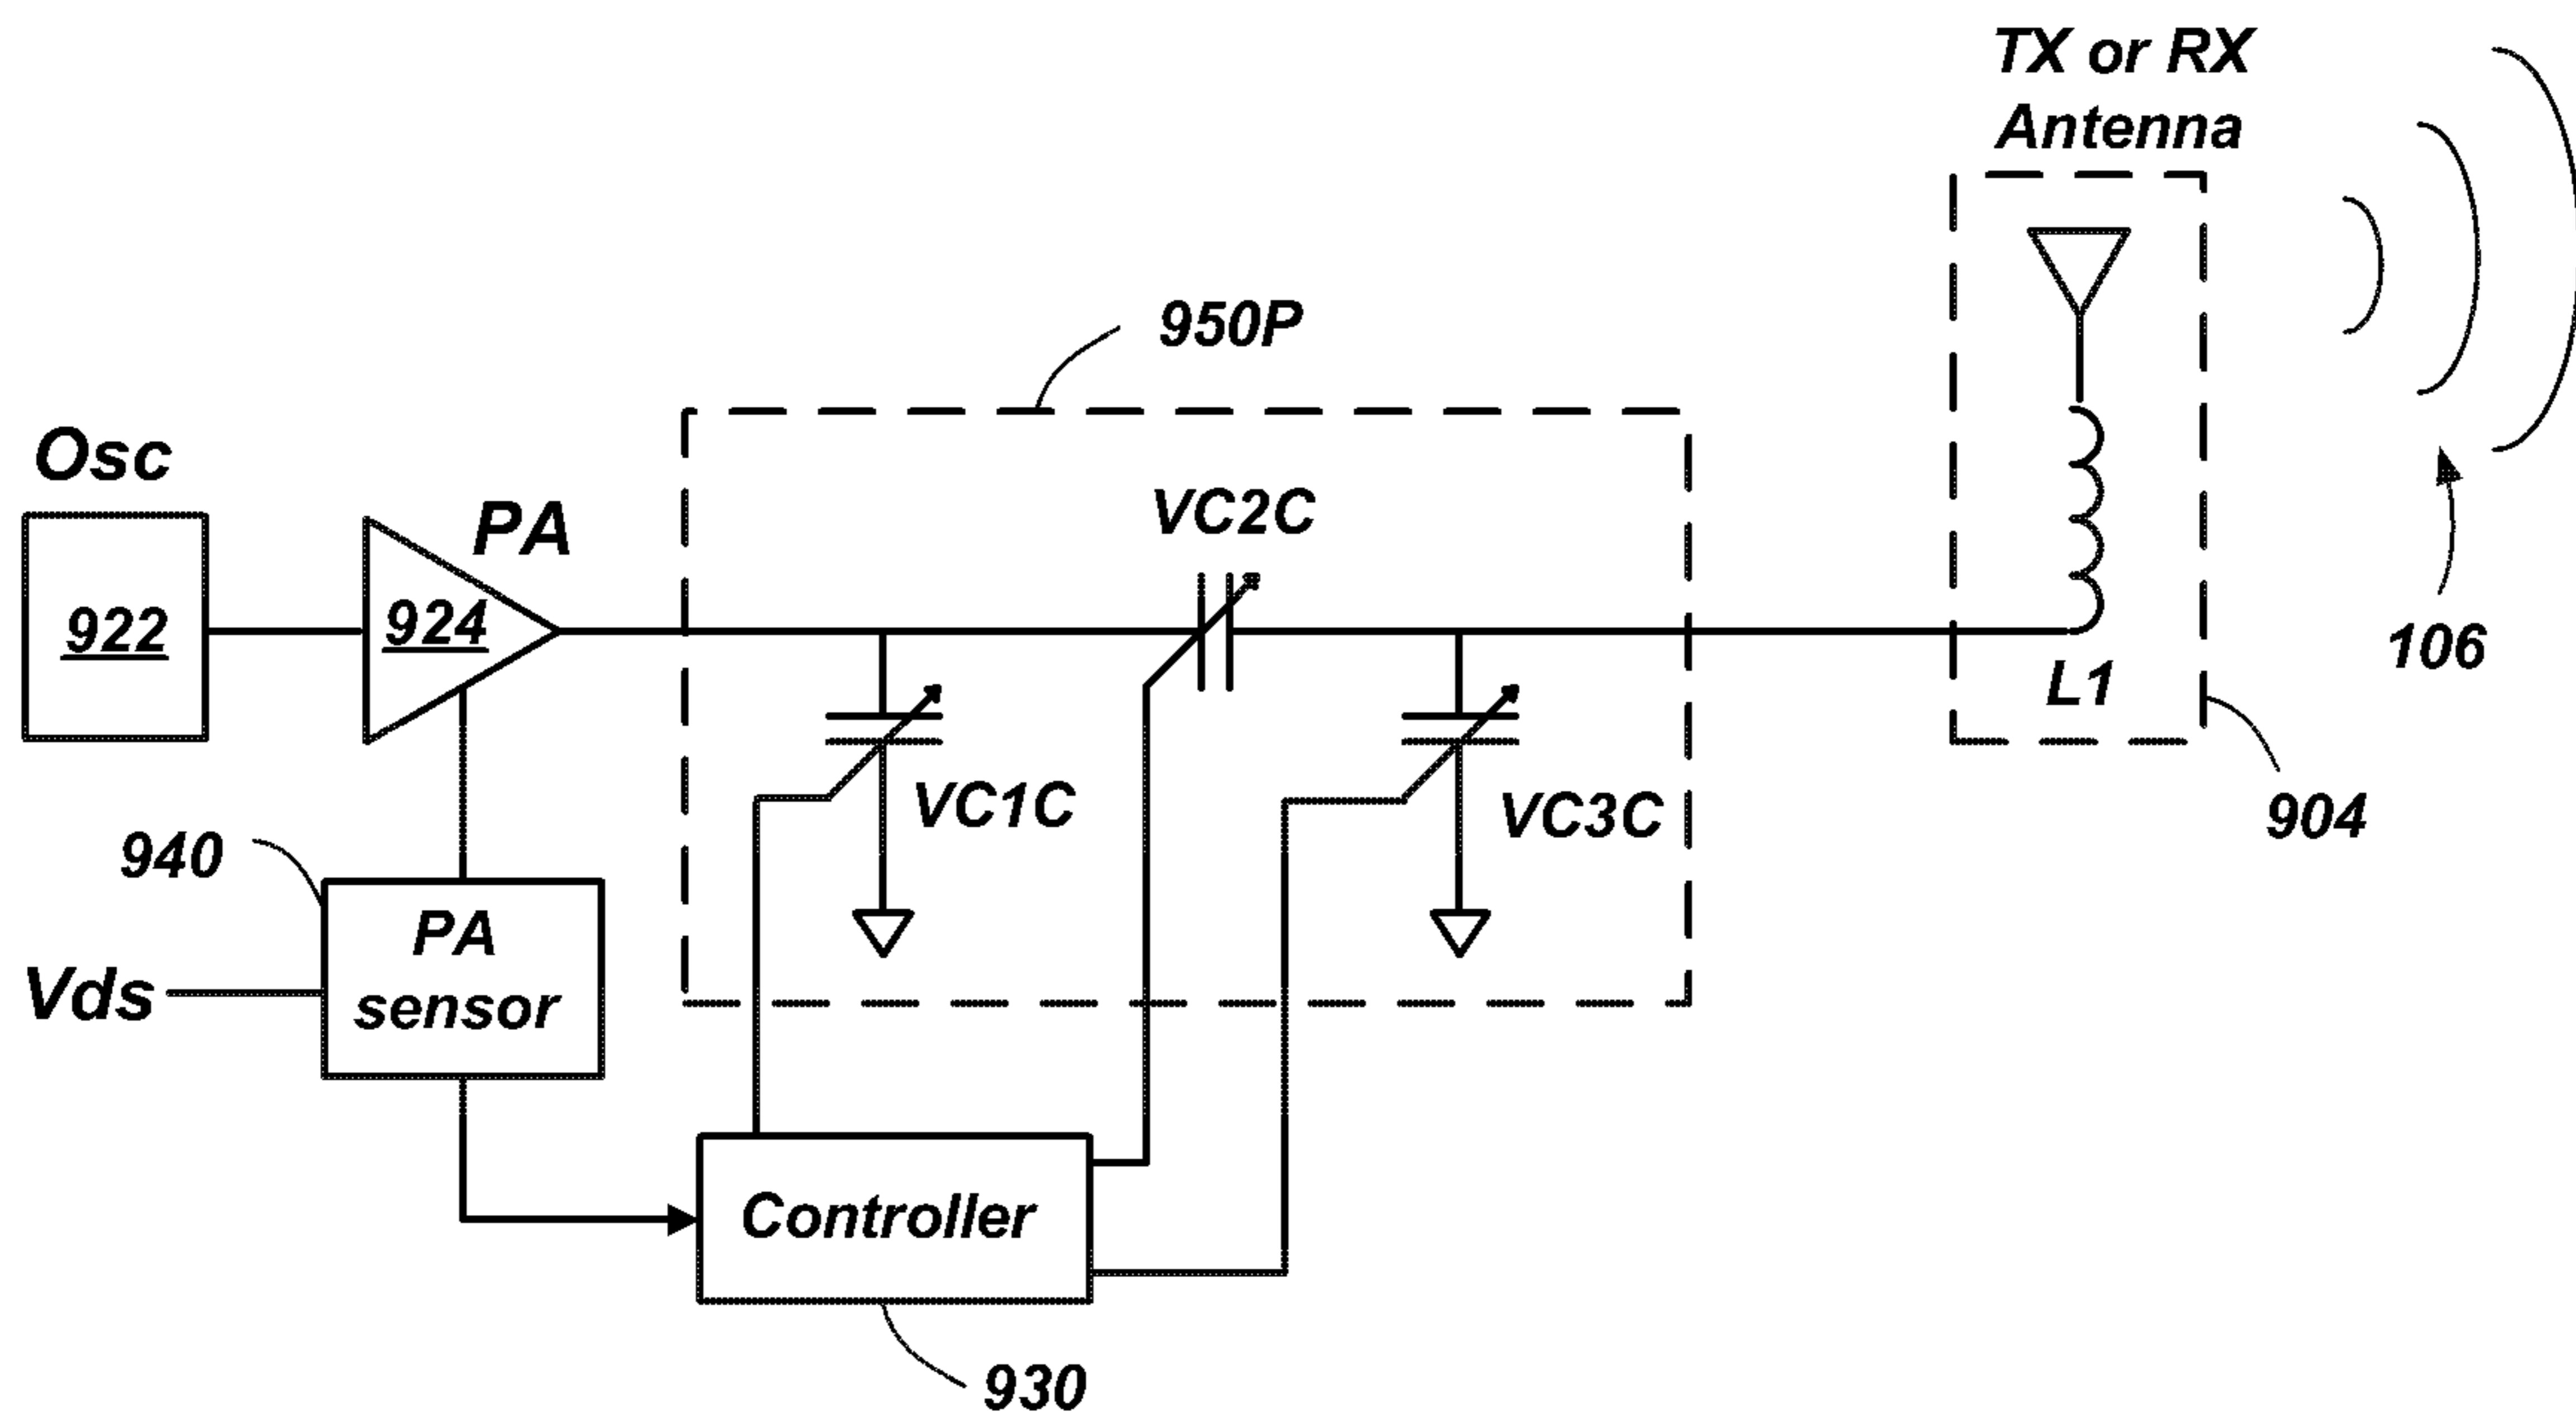 TX or RX
Antenna
950P
Osc
PA
VC2C
922
924
106
L1
VC1C
VC3C
904
940
PA
sensor
Vds
Controller
930